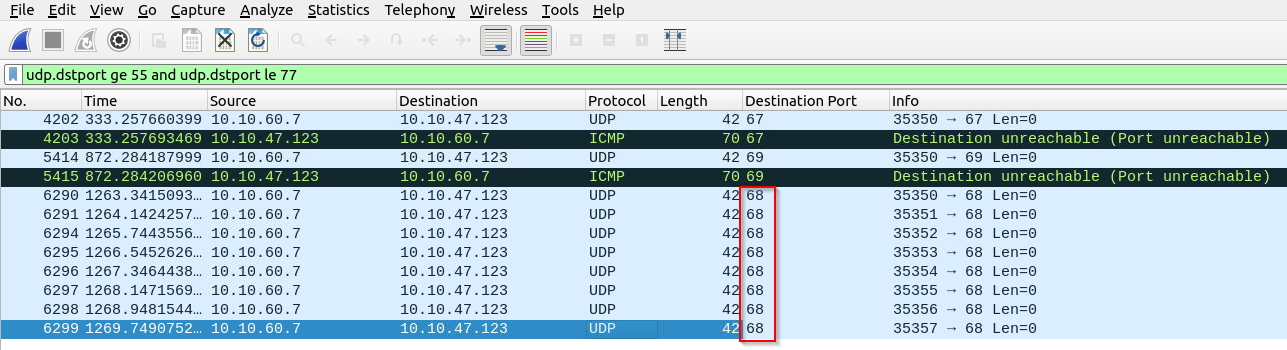 File Edit View Go Capture Analyze Statistics Telephony Wireless Tools Help
udp.dstport ge 55 and udp.dstport le 77
No. Time Source Destination Protocol Length Destination Port Info
4202 333.257660399 10.10.60.7 10.10.47.123 UDP 42 67 35350 → 67 Len=0
4203 333.257693469 10.10.47.123 10.10.60.7 ICMP 70 67 Destination unreachable (Port unreachable)
5414 872.284187999 10.10.60.7 10.10.47.123 UDP 42 69 35350 → 69 Len=0
5415 872.284206960 10.10.47.123 10.10.60.7 ICMP 70 69 Destination unreachable (Port unreachable)
6290 1263.3415093… 10.10.60.7 10.10.47.123 UDP 42 68 35350 → 68 Len=0
6291 1264.1424257… 10.10.60.7 10.10.47.123 UDP 42 68 35351 → 68 Len=0
6294 1265.7443556… 10.10.60.7 10.10.47.123 UDP 42 68 35352 → 68 Len=0
6295 1266.5452626… 10.10.60.7 10.10.47.123 UDP 42 68 35353 → 68 Len=0
6296 1267.3464438… 10.10.60.7 10.10.47.123 UDP 42 68 35354 → 68 Len=0
6297 1268.1471569… 10.10.60.7 10.10.47.123 UDP 42 68 35355 → 68 Len=0
6298 1268.9481544… 10.10.60.7 10.10.47.123 UDP 42 68 35356 → 68 Len=0
6299 1269.7490752… 10.10.60.7 10.10.47.123 UDP 42 68 35357 → 68 Len=0